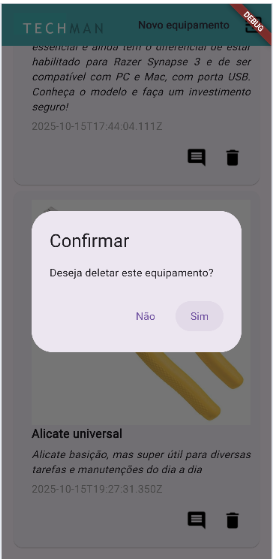 TECHMAN
Novo equipamento
DEBUG
essencial e ainda tem o diferencial de estar
habilitado para Razer Synapse 3 e de ser
compatível com PC e Mac, com porta USB.
Conheça o modelo e faça um investimento
seguro!
2025-10-15T17:44:04.111Z
Confirmar
Deseja deletar este equipamento?
Não
Sim
Alicate universal
Alicate basição, mas super útil para diversas
tarefas e manutenções do dia a dia
2025-10-15T19:27:31.350Z